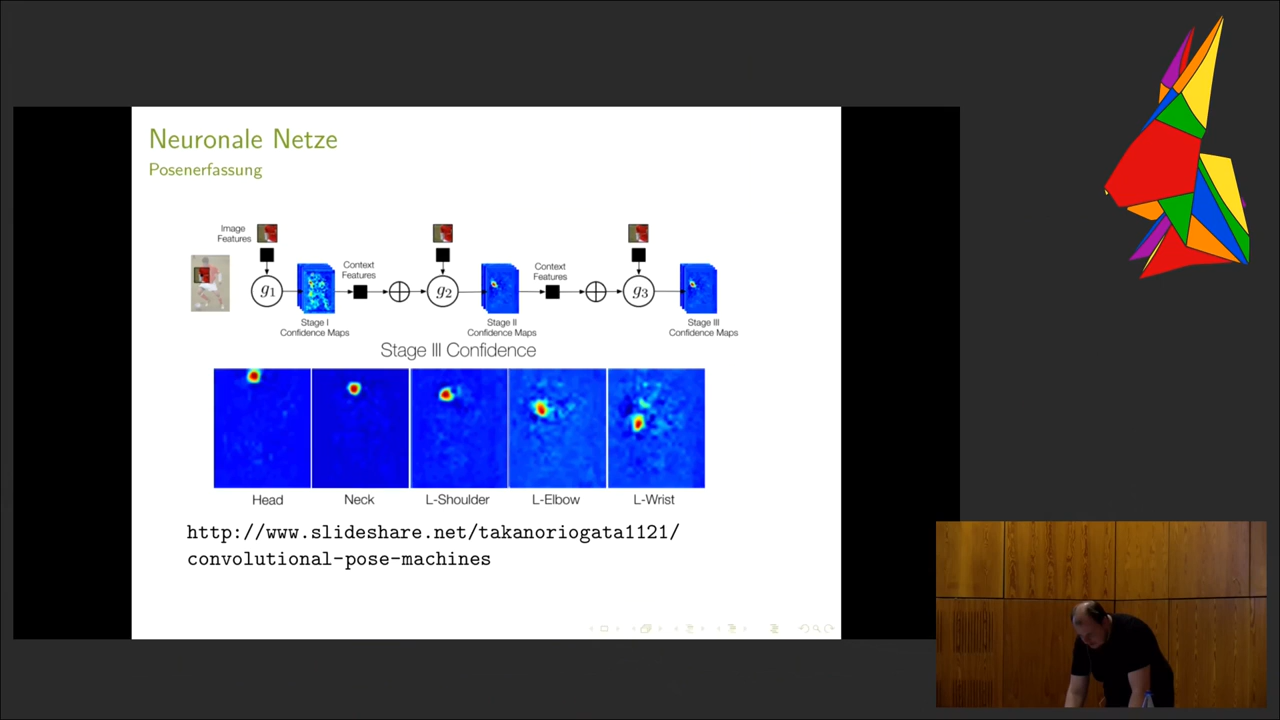 Neuronale Netze
Posenerfassung
Image
Features
g1
Context
Features
g2
Context
Features
g3
Stage I
Confidence Maps
Stage II
Confidence Maps
Stage III
Confidence Maps
Stage III Confidence
Head
Neck
L-Shoulder
L-Elbow
L-Wrist
http://www.slideshare.net/takanoriogata1121/
convolutional-pose-machines